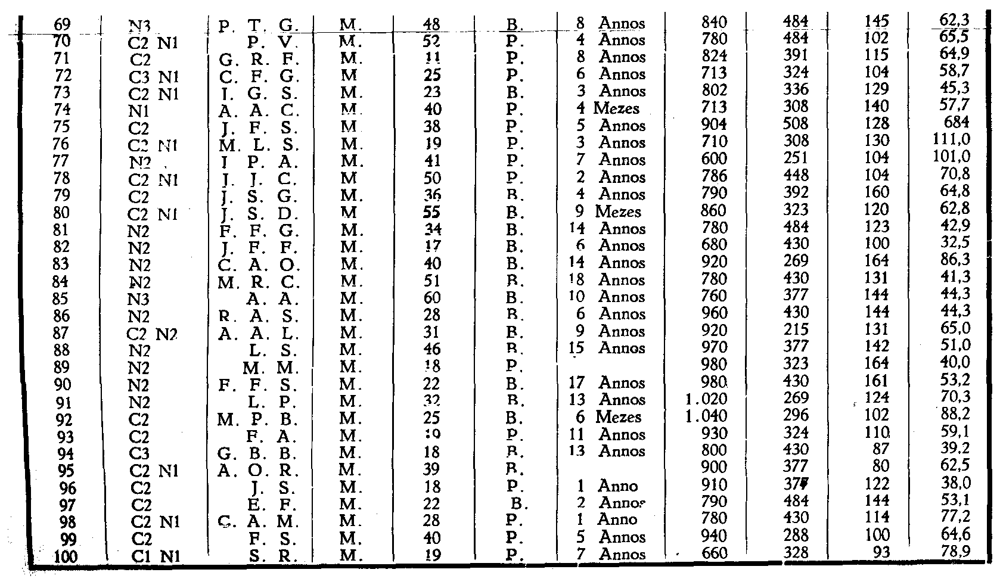 69 N3 P. T. G. M. 48 B. 8 Annos 840 484 145 62,3
70 C2 N1 P. V. M. 52 P. 4 Annos 780 484 102 65,5
71 C2 G. R. F. M. 11 P. 8 Annos 824 391 115 64,9
72 C3 N1 C. F. G. M 25 P. 6 Annos 713 324 104 58,7
73 C2 N1 I. G. S. M. 23 B. 3 Annos 802 336 129 45,3
74 N1 A. A. C. M. 40 P. 4 Mezes 713 308 140 57,7
75 C2 J. F. S. M 38 P. 5 Annos 904 508 128 684
76 C2 N1 M. L. S. M. 19 P. 3 Annos 710 308 130 111,0
77 N2 I P. A. M. 41 P. 7 Annos 600 251 104 101,0
78 C2 N1 J. J. C. M 50 P. 2 Annos 786 448 104 70,8
79 C2 J. S. G. M. 36 B. 4 Annos 790 392 160 64,8
80 C2 N1 J. S. D. M 55 B. 9 Mezes 860 323 120 62,8
81 N2 F. F. G. M. 34 B. 14 Annos 780 484 123 42,9
82 N2 J. F. F. M. 17 B. 6 Annos 680 430 100 32,5
83 N2 C. A. O. M. 40 B. 14 Annos 920 269 164 86,3
84 N2 M. R. C. M. 51 B. 18 Annos 780 430 131 41,3
85 N3 A. A. M. 60 B. 10 Annos 760 377 144 44,3
86 N2 R. A. S. M. 28 B. 6 Annos 960 430 144 44,3
87 C2 N2 A. A. L. M. 31 B. 9 Annos 920 215 131 65,0
88 N2 L. S. M. 46 B. 15 Annos 970 377 142 51,0
89 N2 M. M. M. 18 P. 980 323 164 40,0
90 N2 F. F. S. M. 22 B. 17 Annos 980 430 161 53,2
91 N2 L. P. M. 32 B. 13 Annos 1.020 269 124 70,3
92 C2 M. P. B. M. 25 B. 6 Mezes 1.040 296 102 88,2
93 C2 F. A. M. 19 P. 11 Annos 930 324 110 59,1
94 C3 G. B. B. M. 18 B. 13 Annos 800 430 87 39,2
95 C2 N1 A. O. R. M. 39 B. 900 377 80 62,5
96 C2 J. S. M. 18 P. 1 Anno 910 377 122 38,0
97 C2 E. F. M. 22 B. 2 Annos 790 484 144 53,1
98 C2 N1 C. A. M. M. 28 P. 1 Anno 780 430 114 77,2
99 C2 F. S. M. 40 P. 5 Annos 940 288 100 64,6
100 C1 N1 S. R. M. 19 P. 7 Annos 660 328 93 78,9